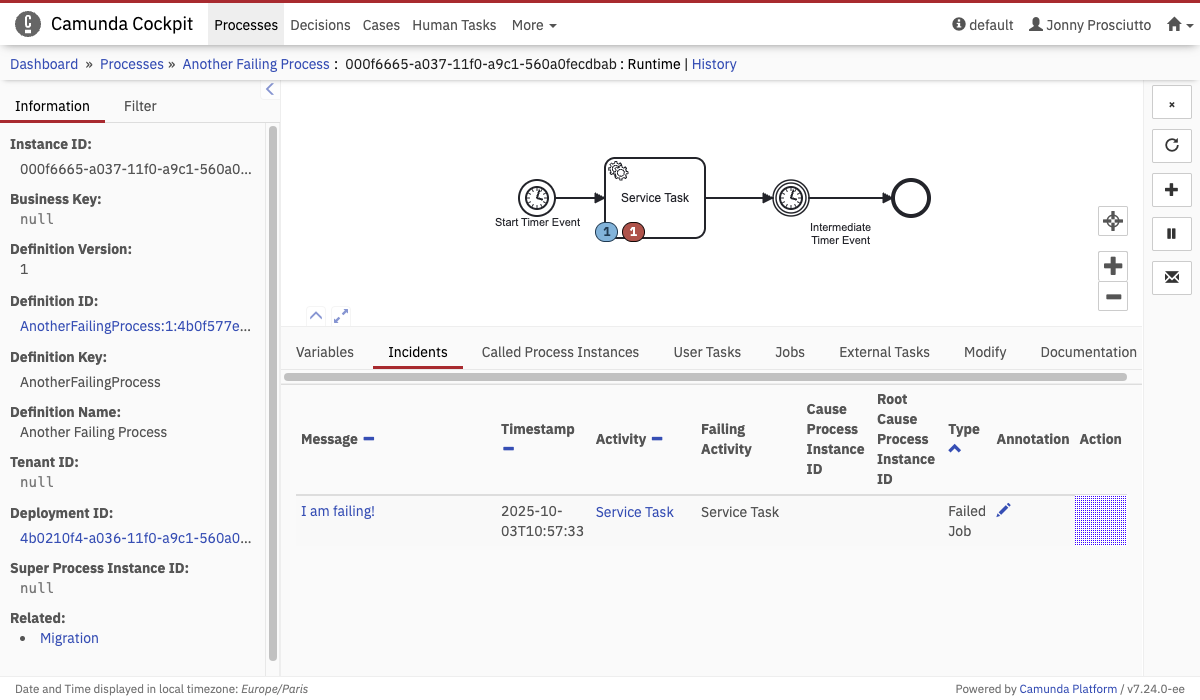 Camunda Cockpit Processes Decisions Cases Human Tasks More default Jonny Prosciutto
Dashboard » Processes » Another Failing Process : 000f6665-a037-11f0-a9c1-560a0fecdbab : Runtime | History
Information Filter
Instance ID:
000f6665-a037-11f0-a9c1-560a0...
Business Key:
null
Definition Version:
1
Definition ID:
AnotherFailingProcess:1:4b0f577e...
Definition Key:
AnotherFailingProcess
Definition Name:
Another Failing Process
Tenant ID:
null
Deployment ID:
4b0210f4-a036-11f0-a9c1-560a0...
Super Process Instance ID:
null
Related:
• Migration
Start Timer Event
Service Task
1 1
Intermediate
Timer Event
Variables Incidents Called Process Instances User Tasks Jobs External Tasks Modify Documentation
Message
Timestamp
Activity
Failing
Activity
Cause
Process
Instance
ID
Root
Cause
Process
Instance
ID
Type
Annotation
Action
I am failing!
2025-10-
03T10:57:33
Service Task
Service Task
Failed
Job
Date and Time displayed in local timezone: Europe/Paris
Powered by Camunda Platform / v7.24.0-ee